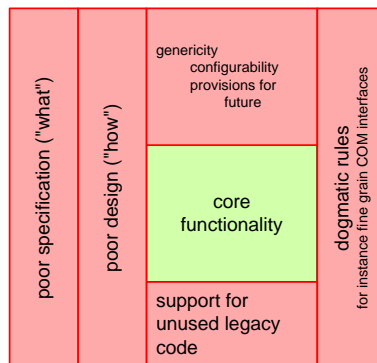 poor specification ("what")
poor design ("how")
genericity
configurability
provisions for
future
core
functionality
support for
unused legacy
code
dogmatic rules
for instance fine grain COM interfaces